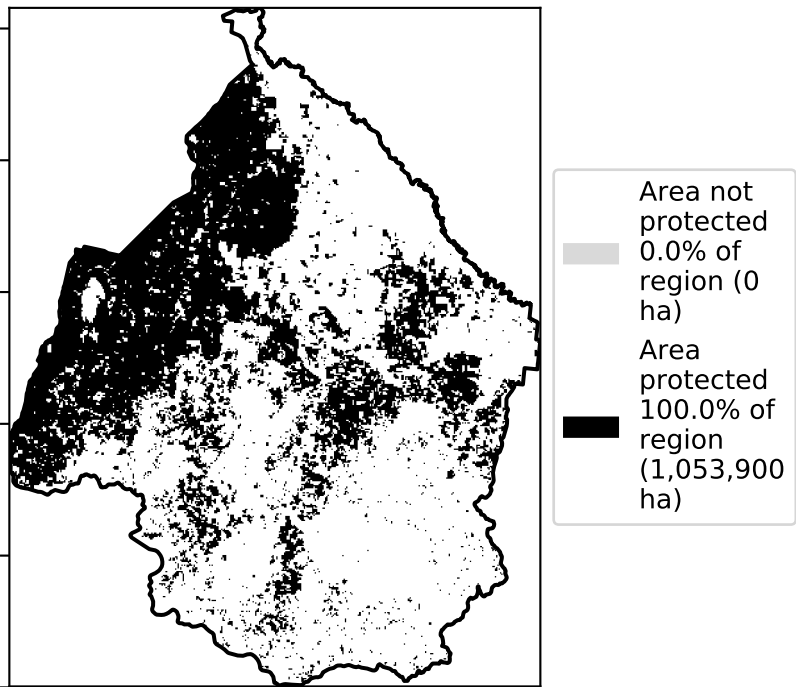 Area not
protected
0.0% of
region (0
ha)
Area
protected
100.0% of
region
(1,053,900
ha)